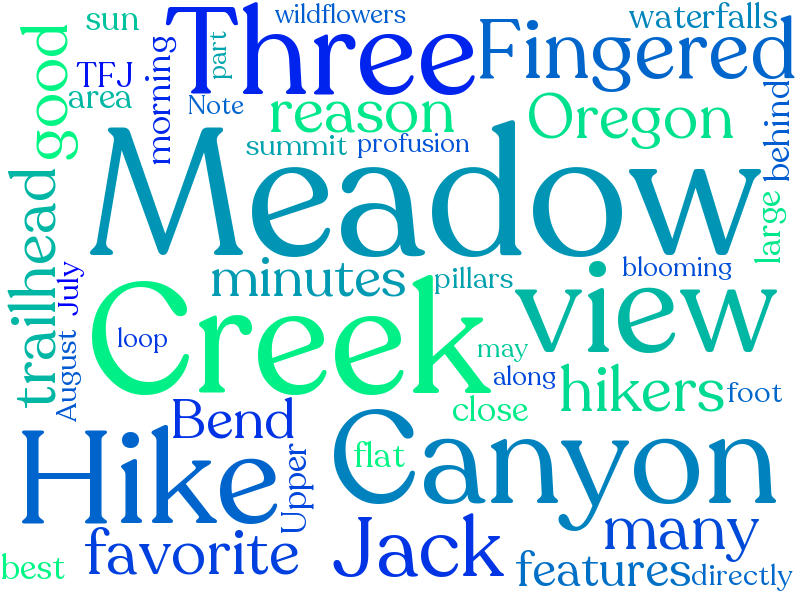 sun
wildflowers
waterfalls
Three
Fingered
part
good
morning
TFJ
area
Note
reason
Oregon
behind
summit
profusion
Meadow
large
trailhead
July
minutes
pillars
view
blooming
Creek
loop
August
may
along
hikers
foot
close
Bend
Hike
Upper
flat
Canyon
favorite
Jack
many
best
features
directly